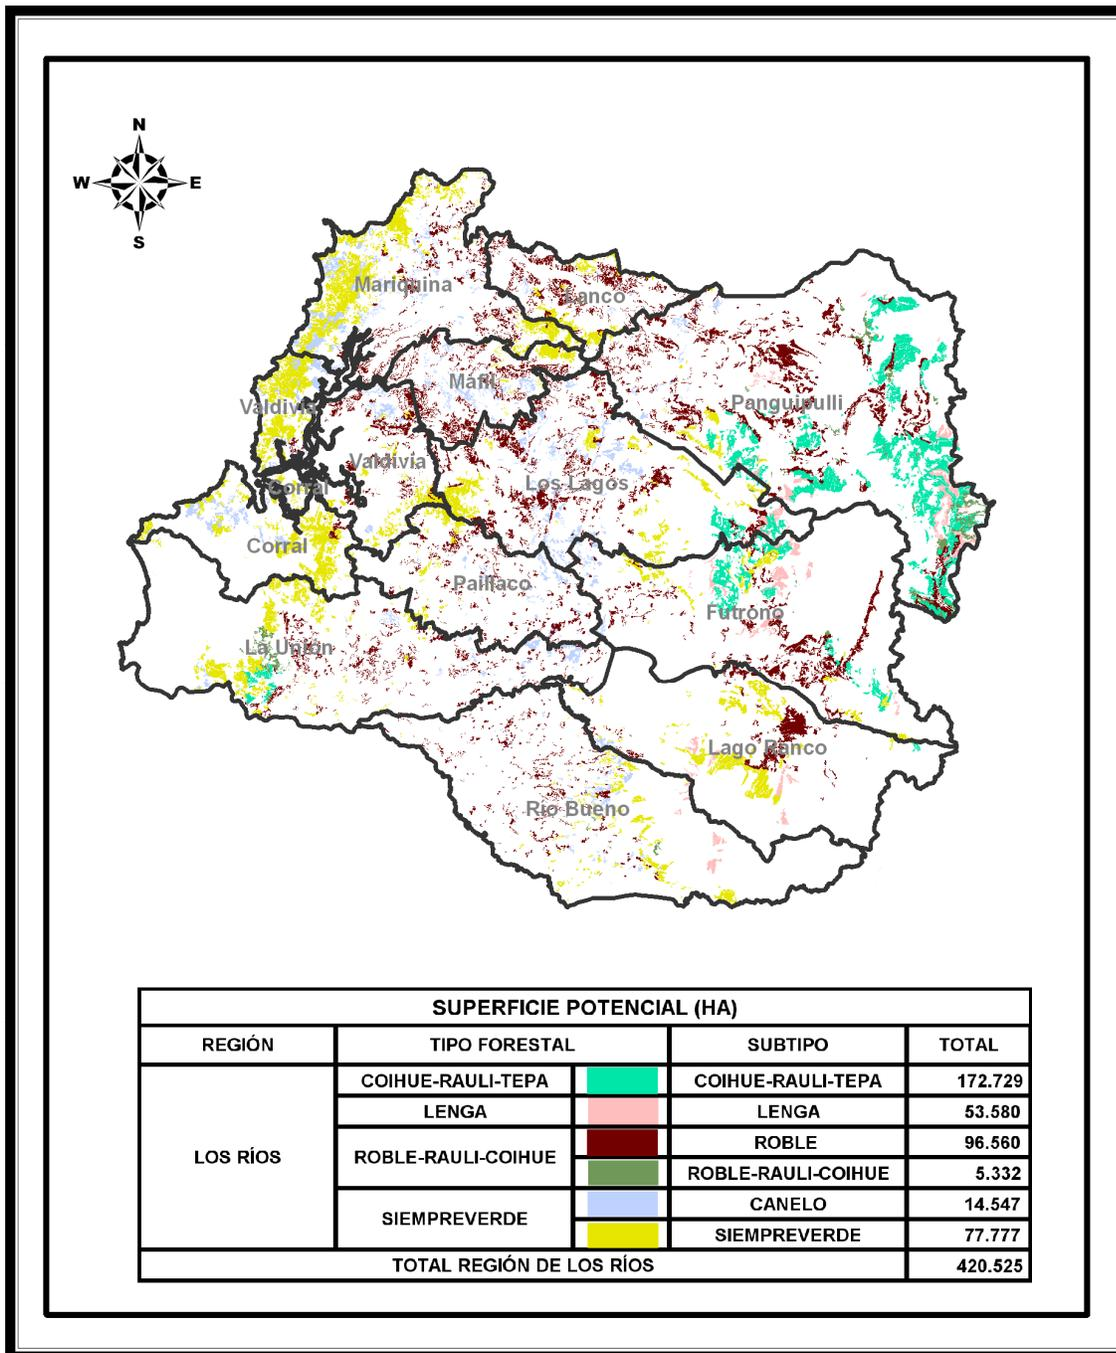 N
W E
S
Mariquina
Lanco
Mafil
Valdivia
Panguipulli
Valdivia
Los Lagos
Corral
Corral
Paillaco
Futrono
La Unión
Lago Ranco
Río Bueno
SUPERFICIE POTENCIAL (HA)
REGIÓN TIPO FORESTAL SUBTIPO TOTAL
COIHUE-RAULI-TEPA COIHUE-RAULI-TEPA 172.729
LENGA LENGA 53.580
LOS RÍOS ROBLE-RAULI-COIHUE ROBLE 96.560
ROBLE-RAULI-COIHUE 5.332
SIEMPREVERDE CANELO 14.547
SIEMPREVERDE 77.777
TOTAL REGIÓN DE LOS RÍOS 420.525